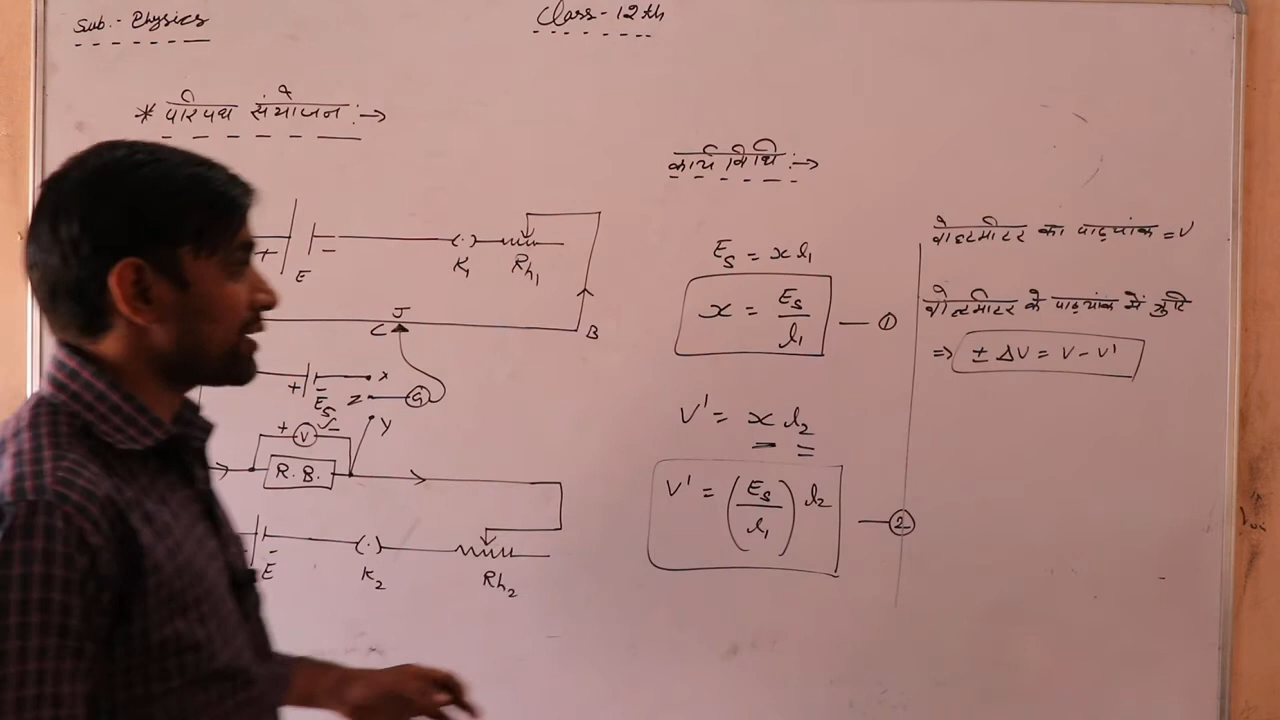 Sub.- Physics
Class-12th
* परिपथ संयोजन :→
E
K₁
Rh₁
J
C
B
Es
x
Z
G
Y
V
R.B.
E
K₂
Rh₂
कार्य विधि :→
Es = x l₁
x = Es / l₁ — ①
V' = x l₂
V' = (Es / l₁) l₂ — ②
वोल्टमीटर का पाठ्यांक = V
वोल्टमीटर के पाठ्यांक में त्रुटि
⇒ ± ΔV = V - V'